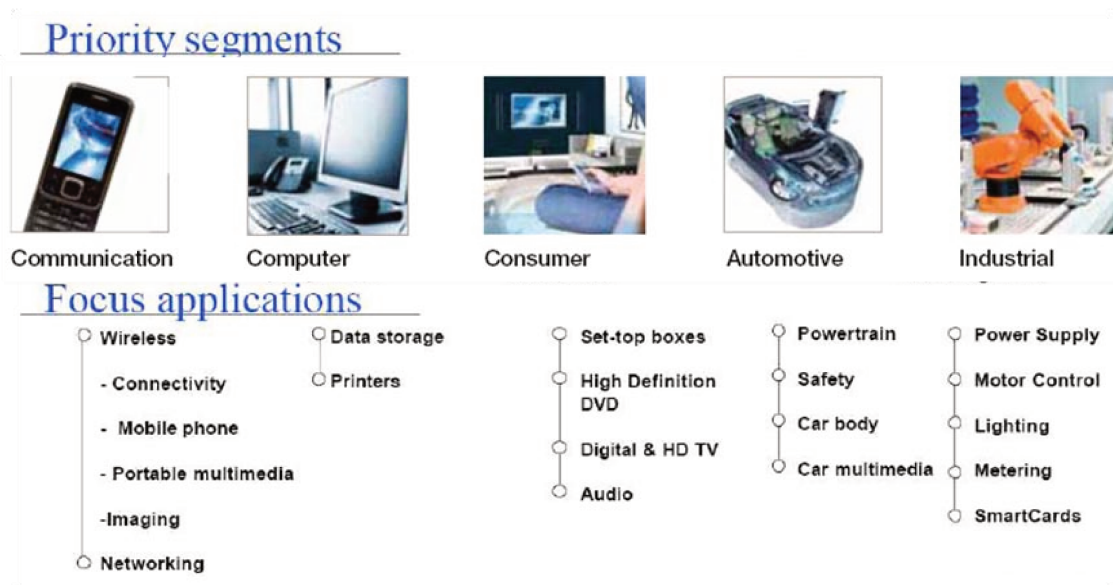 Priority segments
Communication
Computer
Consumer
Automotive
Industrial
Focus applications
Wireless
- Connectivity
- Mobile phone
- Portable multimedia
-Imaging
Networking
Data storage
Printers
Set-top boxes
High Definition
DVD
Digital & HD TV
Audio
Powertrain
Safety
Car body
Car multimedia
Power Supply
Motor Control
Lighting
Metering
SmartCards